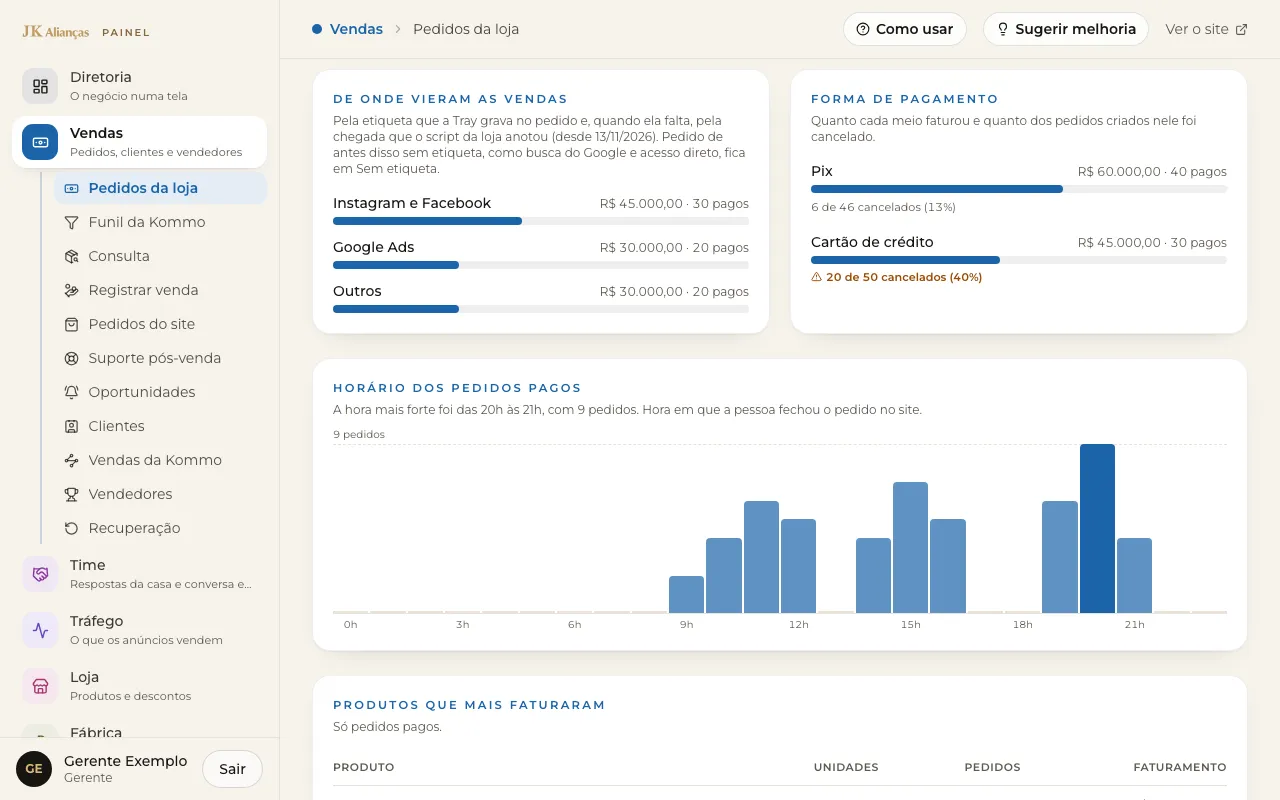 JK Alianças PAINEL
Diretoria
O negócio numa tela
Vendas
Pedidos, clientes e vendedores
Pedidos da loja
Funil da Kommo
Consulta
Registrar venda
Pedidos do site
Suporte pós-venda
Oportunidades
Clientes
Vendas da Kommo
Vendedores
Recuperação
Time
Respostas da casa e conversa e…
Tráfego
O que os anúncios vendem
Loja
Produtos e descontos
Fábrica
GE
Gerente Exemplo
Gerente
Sair
Vendas
Pedidos da loja
Como usar
Sugerir melhoria
Ver o site
DE ONDE VIERAM AS VENDAS
Pela etiqueta que a Tray grava no pedido e, quando ela falta, pela
chegada que o script da loja anotou (desde 13/11/2026). Pedido de
antes disso sem etiqueta, como busca do Google e acesso direto, fica
em Sem etiqueta.
Instagram e Facebook R$ 45.000,00 · 30 pagos
Google Ads R$ 30.000,00 · 20 pagos
Outros R$ 30.000,00 · 20 pagos
FORMA DE PAGAMENTO
Quanto cada meio faturou e quanto dos pedidos criados nele foi
cancelado.
Pix R$ 60.000,00 · 40 pagos
6 de 46 cancelados (13%)
Cartão de crédito R$ 45.000,00 · 30 pagos
20 de 50 cancelados (40%)
HORÁRIO DOS PEDIDOS PAGOS
A hora mais forte foi das 20h às 21h, com 9 pedidos. Hora em que a pessoa fechou o pedido no site.
9 pedidos
0h 3h 6h 9h 12h 15h 18h 21h
PRODUTOS QUE MAIS FATURARAM
Só pedidos pagos.
PRODUTO UNIDADES PEDIDOS FATURAMENTO